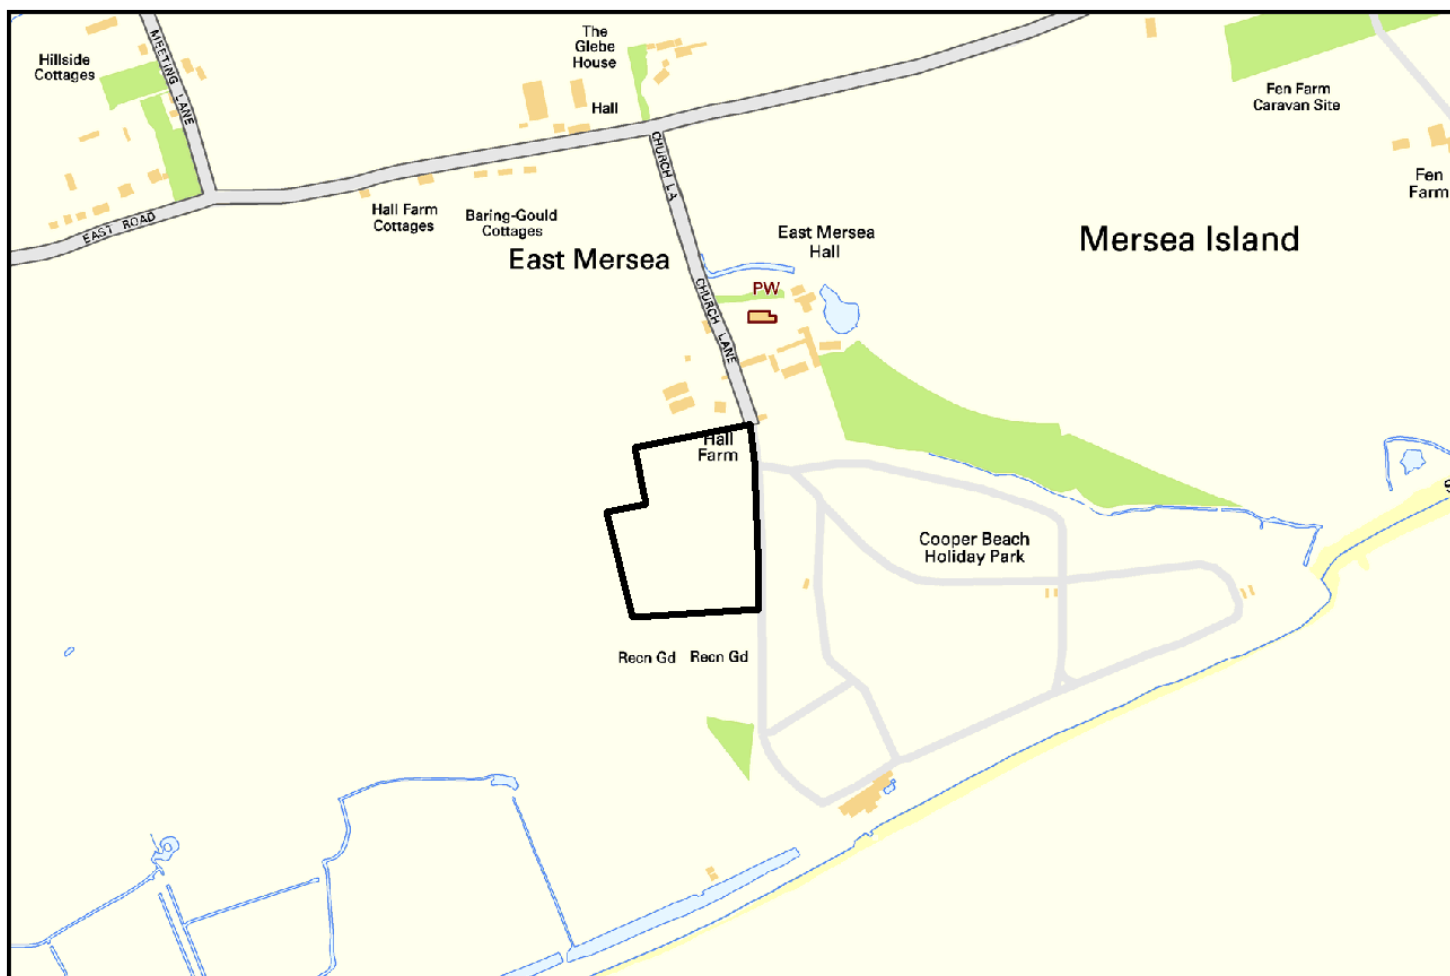 MEETING LANE
Hillside
Cottages
The
Glebe
House
Hall
Fen Farm
Caravan Site
Fen
Farm
CHURCH LA
EAST ROAD
Hall Farm
Cottages
Baring-Gould
Cottages
East Mersea
East Mersea
Hall
Mersea Island
PW
CHURCH LANE
Hall
Farm
Cooper Beach
Holiday Park
Recn Gd
Recn Gd